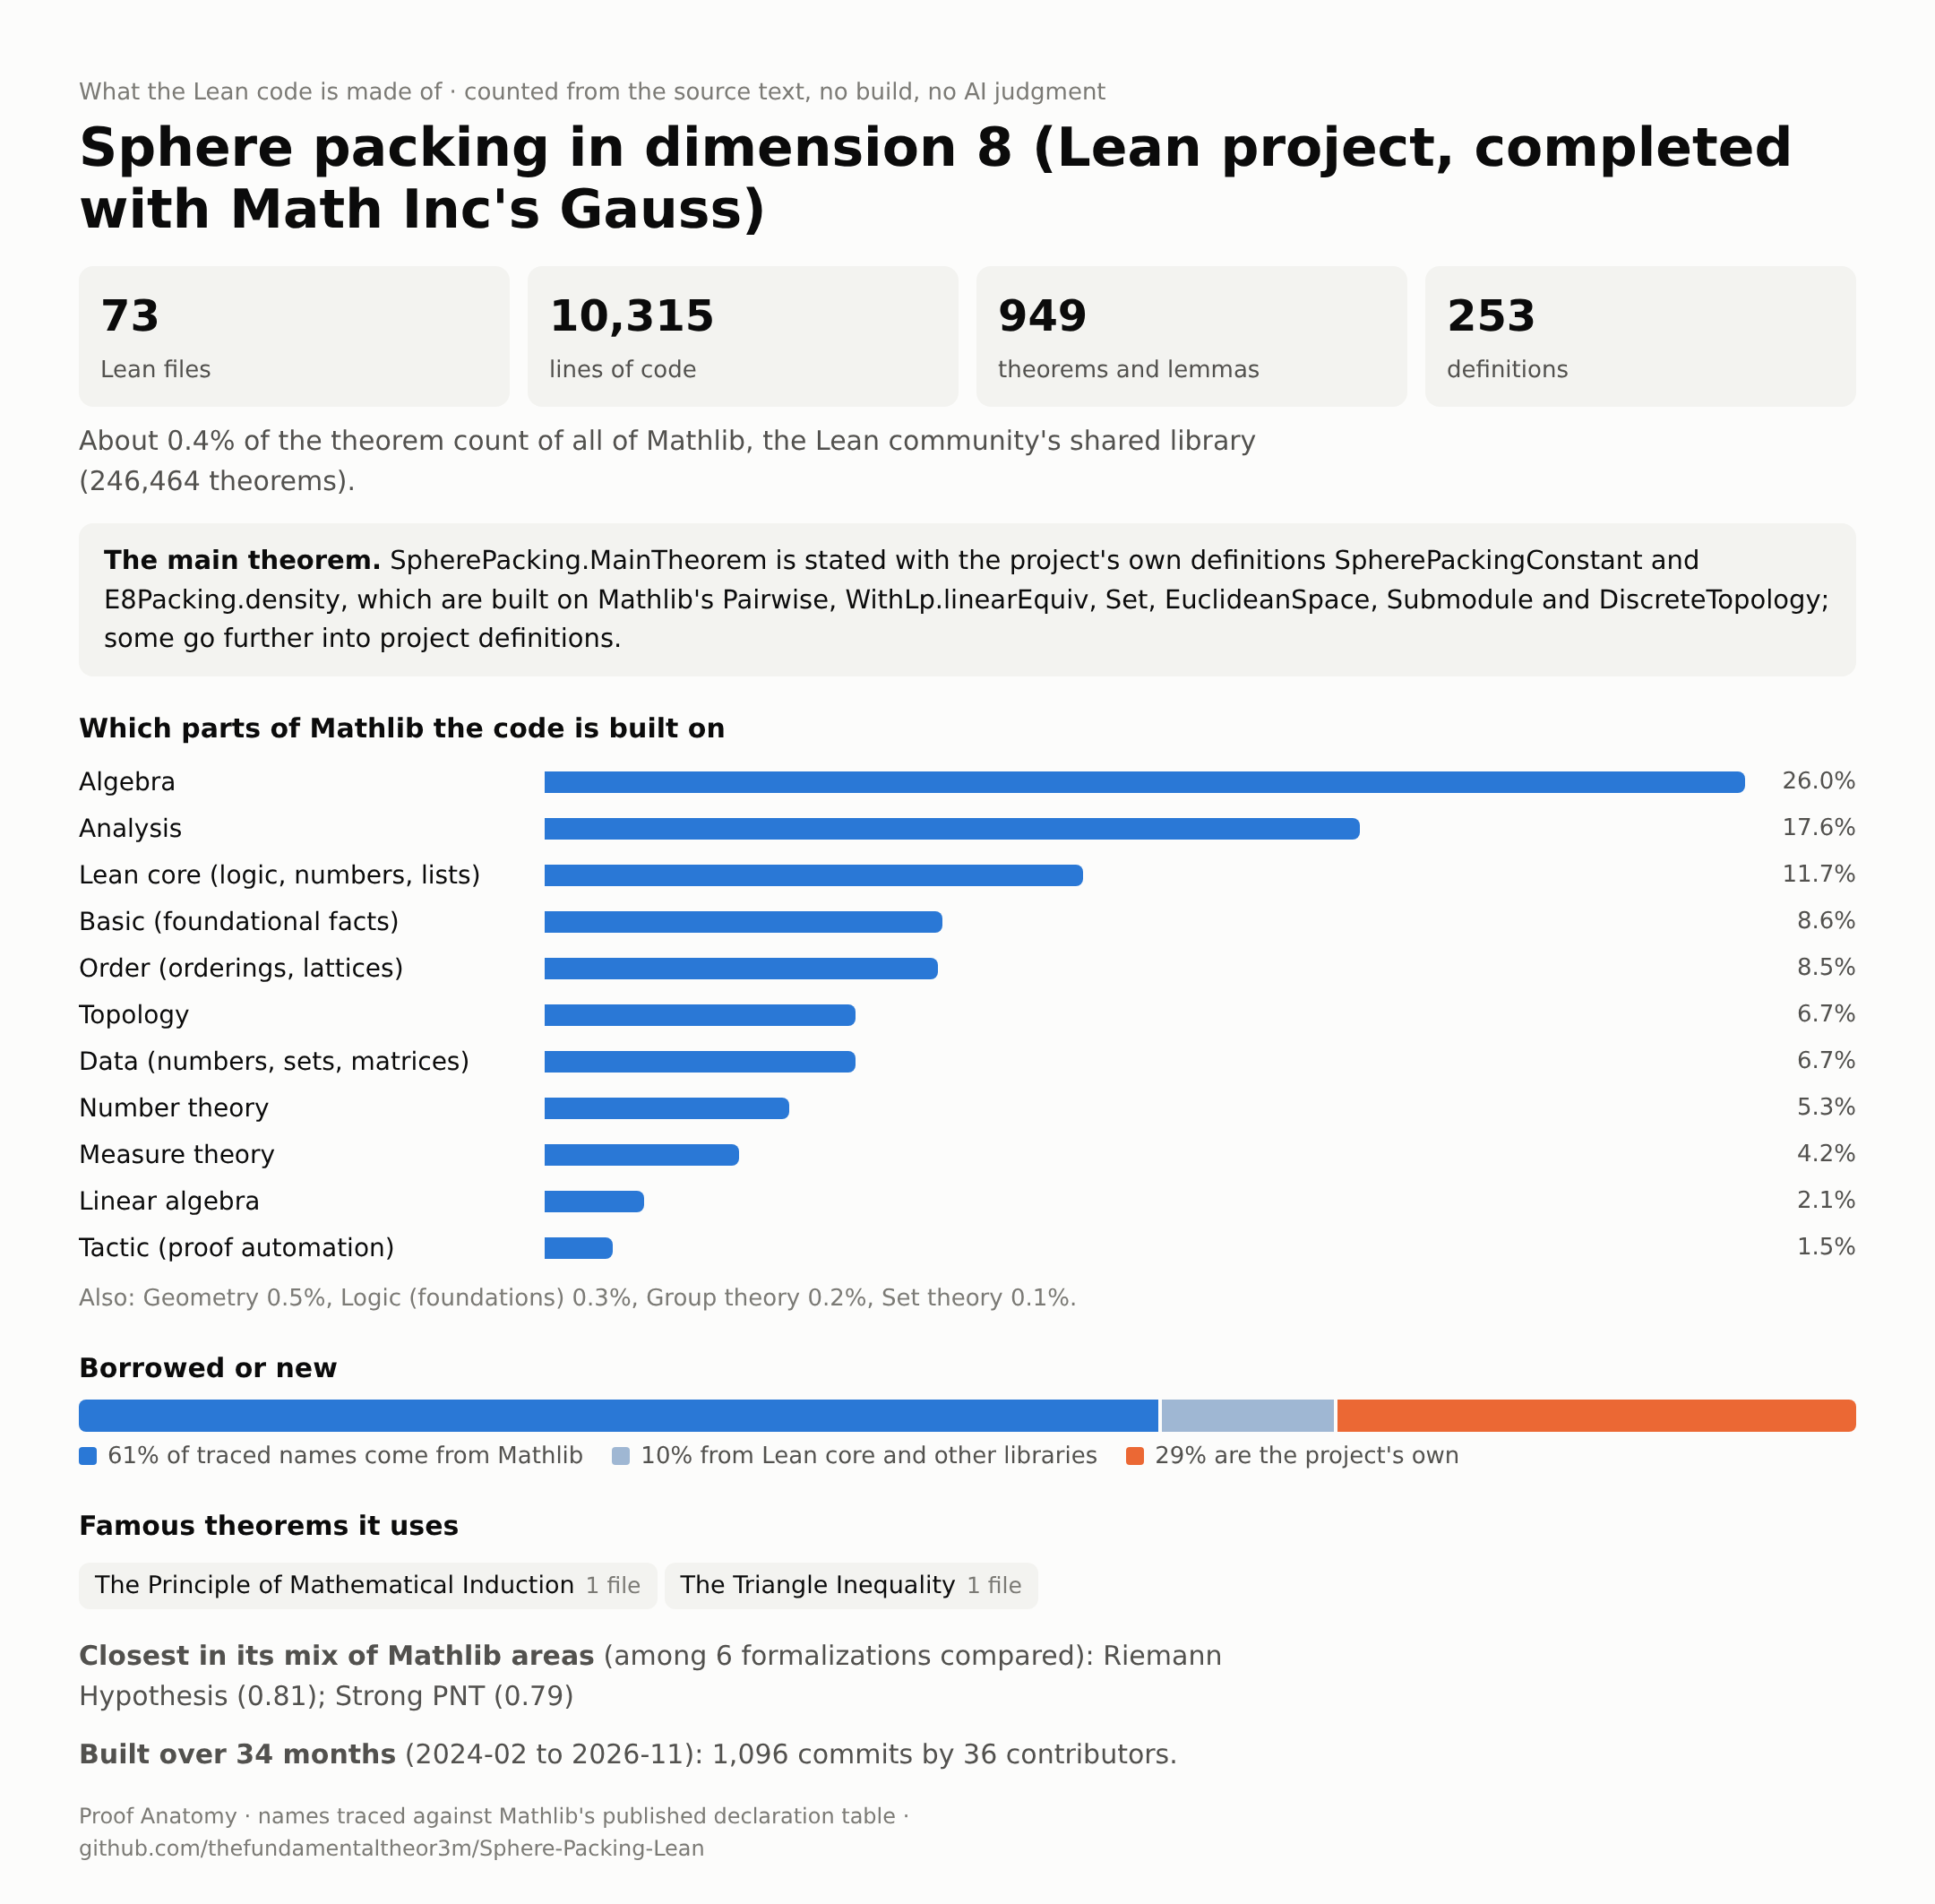 What the Lean code is made of · counted from the source text, no build, no AI judgment
Sphere packing in dimension 8 (Lean project, completed
with Math Inc's Gauss)
73
Lean files
10,315
lines of code
949
theorems and lemmas
253
definitions
About 0.4% of the theorem count of all of Mathlib, the Lean community's shared library
(246,464 theorems).
The main theorem. SpherePacking.MainTheorem is stated with the project's own definitions SpherePackingConstant and
E8Packing.density, which are built on Mathlib's Pairwise, WithLp.linearEquiv, Set, EuclideanSpace, Submodule and DiscreteTopology;
some go further into project definitions.
Which parts of Mathlib the code is built on
Algebra 26.0%
Analysis 17.6%
Lean core (logic, numbers, lists) 11.7%
Basic (foundational facts) 8.6%
Order (orderings, lattices) 8.5%
Topology 6.7%
Data (numbers, sets, matrices) 6.7%
Number theory 5.3%
Measure theory 4.2%
Linear algebra 2.1%
Tactic (proof automation) 1.5%
Also: Geometry 0.5%, Logic (foundations) 0.3%, Group theory 0.2%, Set theory 0.1%.
Borrowed or new
61% of traced names come from Mathlib 10% from Lean core and other libraries 29% are the project's own
Famous theorems it uses
The Principle of Mathematical Induction 1 file The Triangle Inequality 1 file
Closest in its mix of Mathlib areas (among 6 formalizations compared): Riemann
Hypothesis (0.81); Strong PNT (0.79)
Built over 34 months (2024-02 to 2026-11): 1,096 commits by 36 contributors.
Proof Anatomy · names traced against Mathlib's published declaration table ·
github.com/thefundamentaltheor3m/Sphere-Packing-Lean